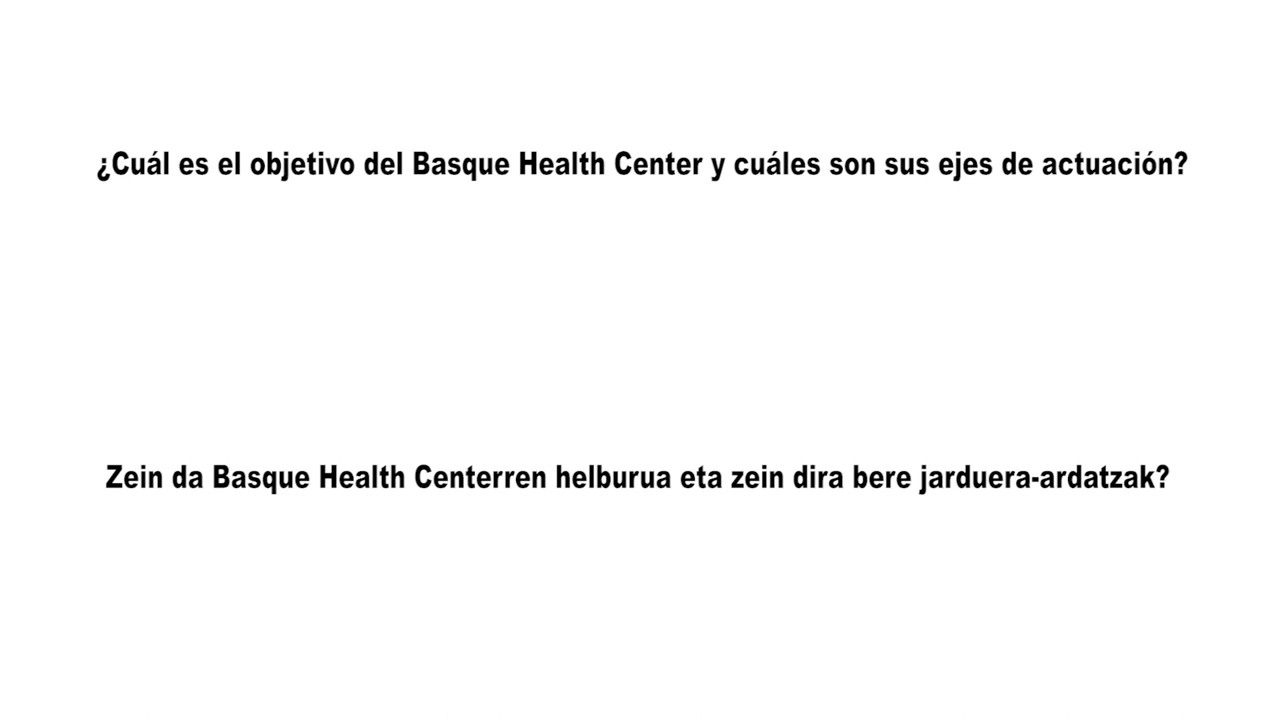 ¿Cuál es el objetivo del Basque Health Center y cuáles son sus ejes de actuación?
Zein da Basque Health Centerren helburua eta zein dira bere jarduera-ardatzak?